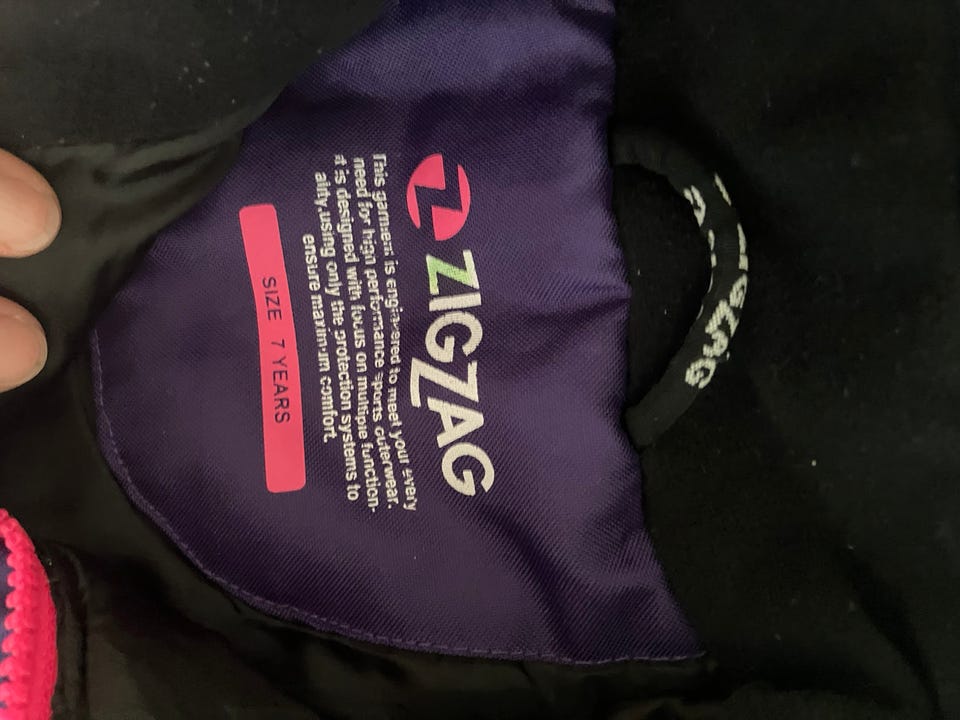 ZIGZAG
This garment is engineered to meet your every
need for high performance sports outerwear.
it is designed with focus on multiple function-
ality, using only the protection systems to
ensure maximum comfort.
SIZE 7 YEARS
ZIGZAG